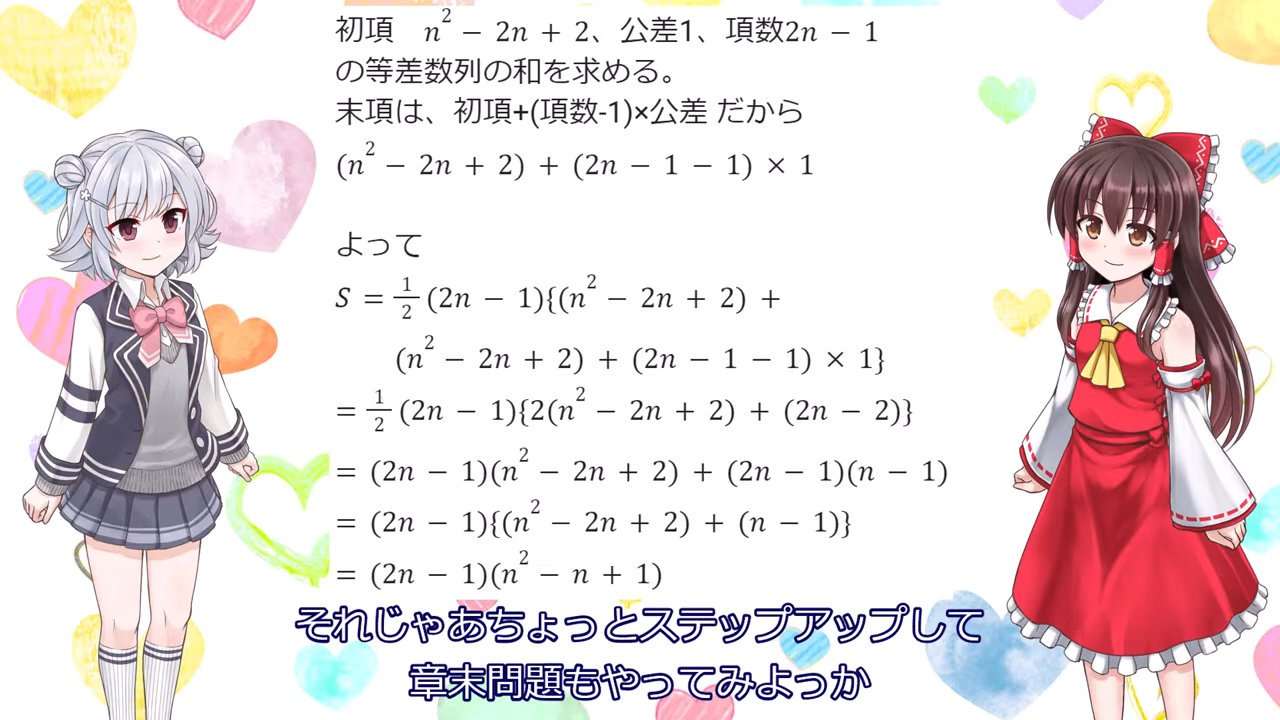 初項　n² − 2n + 2、公差1、項数2n − 1
の等差数列の和を求める。
末項は、初項+(項数-1)×公差 だから
(n² − 2n + 2) + (2n − 1 − 1) × 1
よって
S = 1/2 (2n − 1){(n² − 2n + 2) +
(n² − 2n + 2) + (2n − 1 − 1) × 1}
= 1/2 (2n − 1){2(n² − 2n + 2) + (2n − 2)}
= (2n − 1)(n² − 2n + 2) + (2n − 1)(n − 1)
= (2n − 1){(n² − 2n + 2) + (n − 1)}
= (2n − 1)(n² − n + 1)
それじゃあちょっとステップアップして
章末問題もやってみよっか